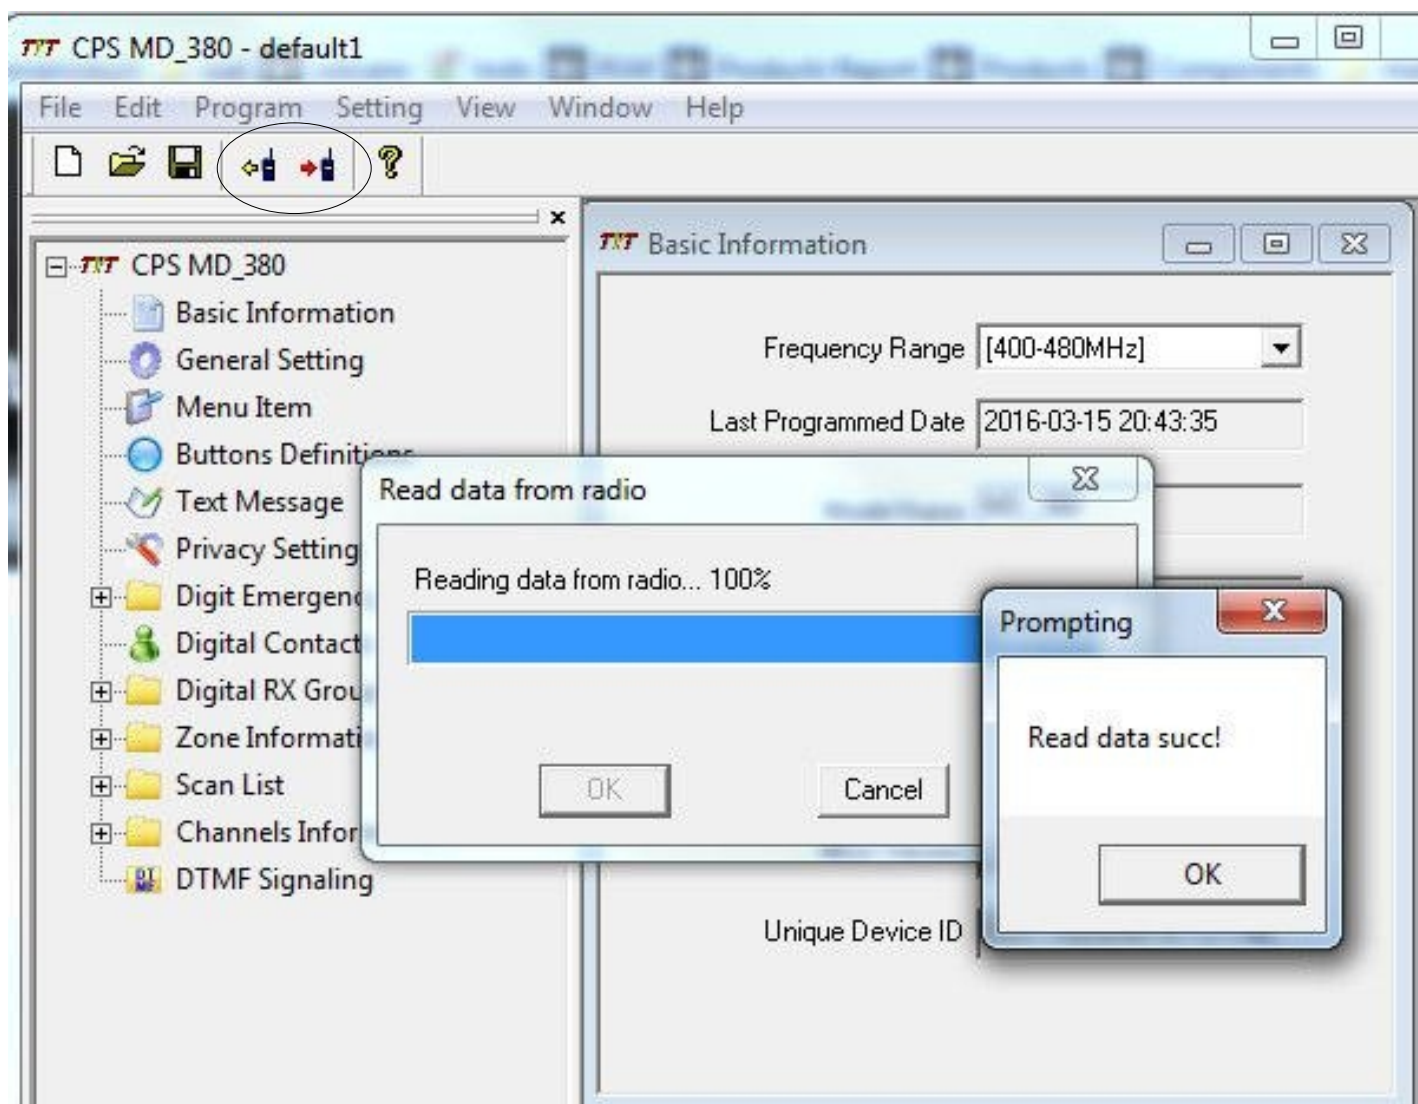 TYT CPS MD_380 - default1
File Edit Program Setting View Window Help
TYT CPS MD_380
Basic Information
General Setting
Menu Item
Buttons Definitions
Text Message
Privacy Setting
Digit Emergenc
Digital Contact
Digital RX Grou
Zone Informati
Scan List
Channels Infor
DTMF Signaling
TYT Basic Information
Frequency Range [400-480MHz]
Last Programmed Date 2016-03-15 20:43:35
Unique Device ID
Read data from radio
Reading data from radio... 100%
OK Cancel
Prompting
Read data succ!
OK